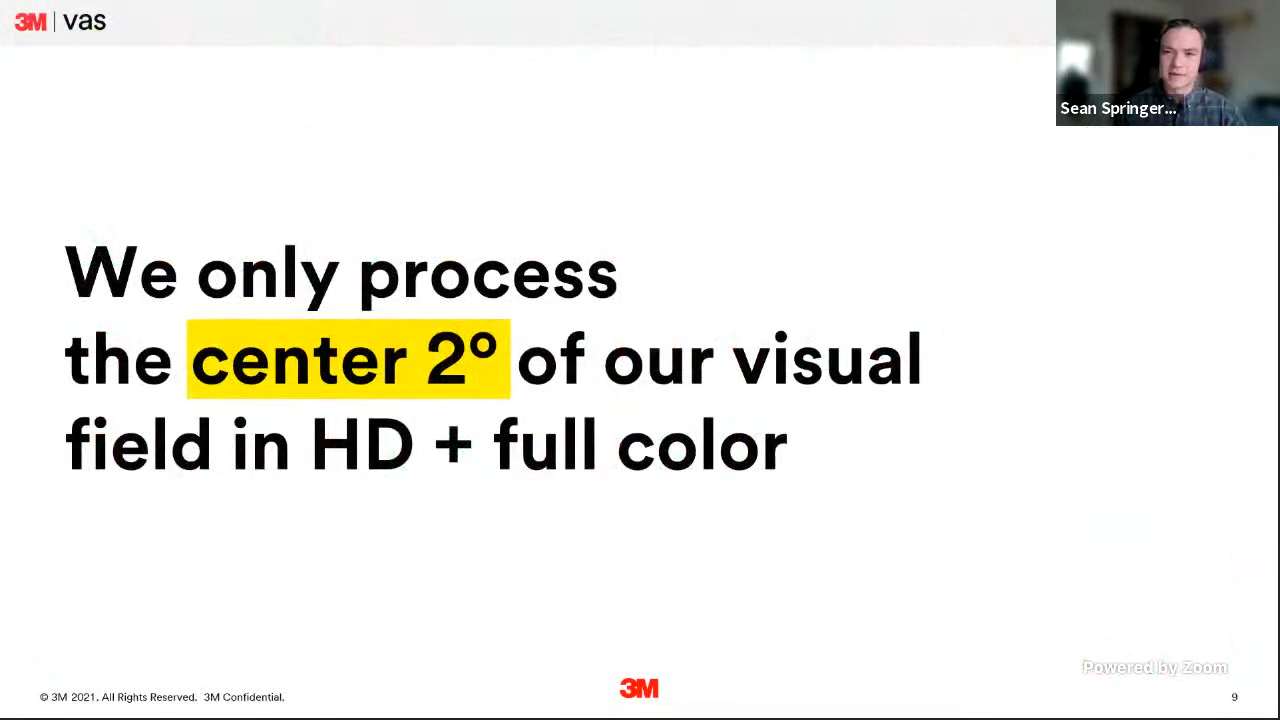 3M | vas
Sean Springer...
We only process
the center 2º of our visual
field in HD + full color
Powered by Zoom
© 3M 2021. All Rights Reserved. 3M Confidential.
3M
9